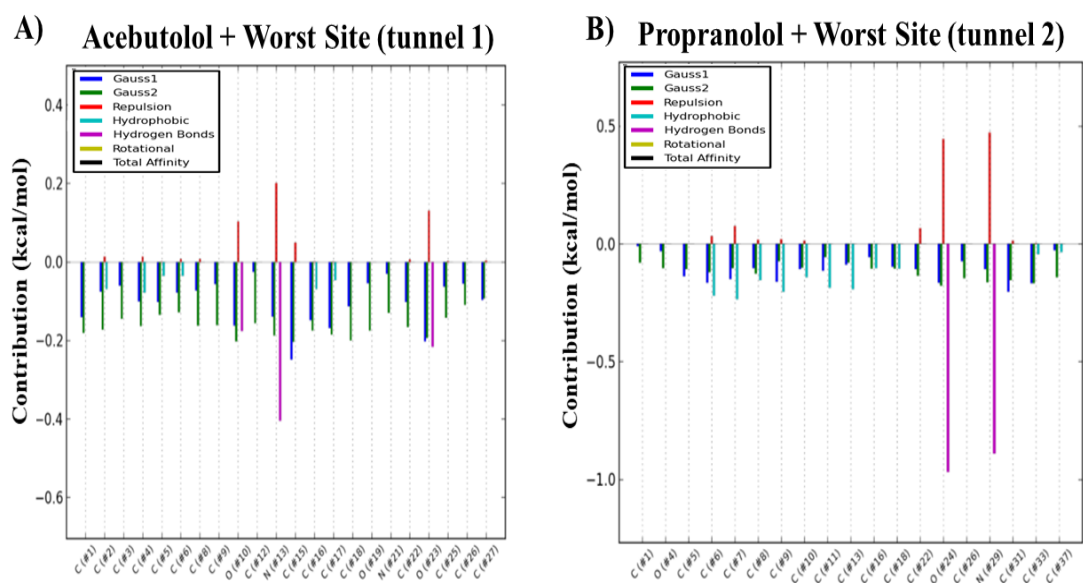 A) Acebutolol + Worst Site (tunnel 1)
Gauss1
Gauss2
Repulsion
Hydrophobic
Hydrogen Bonds
Rotational
Total Affinity
Contribution (kcal/mol)
0.4
0.2
0.0
−0.2
−0.4
−0.6
C (#1)
C (#2)
C (#3)
C (#4)
C (#5)
C (#6)
C (#8)
C (#9)
O (#10)
C (#12)
N (#13)
C (#15)
C (#16)
C (#17)
C (#18)
O (#19)
N (#21)
C (#22)
O (#23)
C (#25)
C (#26)
C (#27)
B) Propranolol + Worst Site (tunnel 2)
Gauss1
Gauss2
Repulsion
Hydrophobic
Hydrogen Bonds
Rotational
Total Affinity
Contribution (kcal/mol)
0.5
0.0
−0.5
−1.0
C (#1)
O (#4)
C (#5)
C (#6)
C (#7)
C (#8)
C (#9)
C (#10)
C (#11)
C (#13)
C (#16)
C (#18)
C (#22)
O (#24)
C (#26)
N (#29)
C (#31)
C (#33)
C (#37)